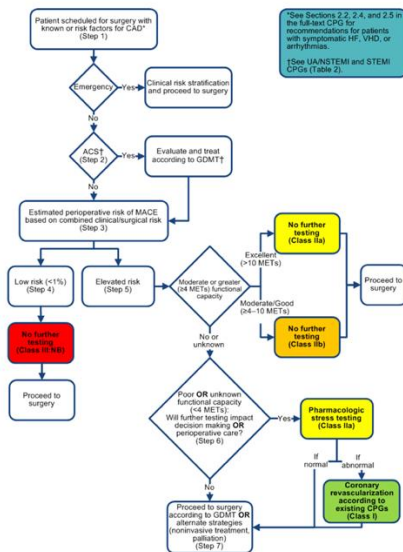 Patient scheduled for surgery with
known or risk factors for CAD*
(Step 1)
*See Sections 2.2, 2.4, and 2.5 in
the full-text CPG for
recommendations for patients
with symptomatic HF, VHD, or
arrhythmias.
†See UA/NSTEMI and STEMI
CPGs (Table 2).
Emergency
Yes
Clinical risk stratification
and proceed to surgery
No
ACS†
(Step 2)
Yes
Evaluate and treat
according to GDMT†
No
Estimated perioperative risk of MACE
based on combined clinical/surgical risk
(Step 3)
Low risk (<1%)
(Step 4)
Elevated risk
(Step 5)
Moderate or greater
(≥4 METs) functional
capacity
Excellent
(>10 METs)
No further
testing
(Class IIa)
Moderate/Good
(≥4–10 METs)
No further
testing
(Class IIb)
Proceed to
surgery
No further
testing
(Class III:NB)
Proceed to
surgery
No or
unknown
Poor OR unknown
functional capacity
(<4 METs):
Will further testing impact
decision making OR
perioperative care?
(Step 6)
Yes
Pharmacologic
stress testing
(Class IIa)
If
normal
If
abnormal
Coronary
revascularization
according to
existing CPGs
(Class I)
No
Proceed to surgery
according to GDMT OR
alternate strategies
(noninvasive treatment,
palliation)
(Step 7)